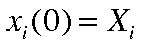 x_i(0) = X_i